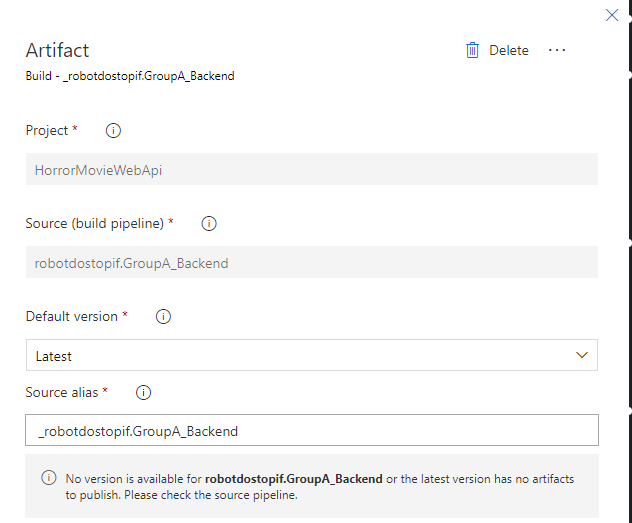 Artifact
Delete ...
Build - _robotdostopif.GroupA_Backend
Project *
HorrorMovieWebApi
Source (build pipeline) *
robotdostopif.GroupA_Backend
Default version *
Latest
Source alias *
_robotdostopif.GroupA_Backend
No version is available for robotdostopif.GroupA_Backend or the latest version has no artifacts
to publish. Please check the source pipeline.